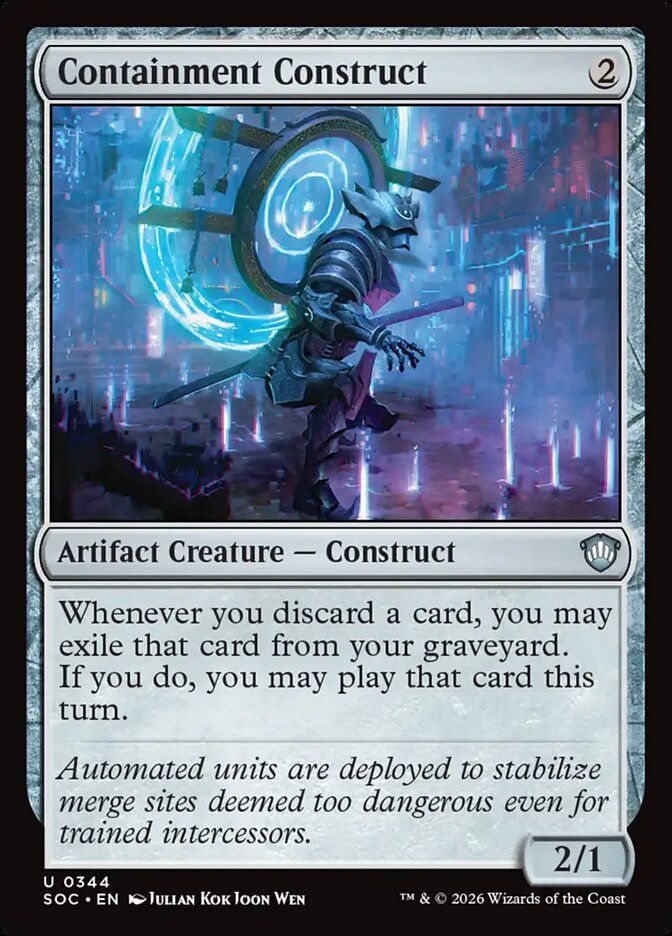 Containment Construct 2
Artifact Creature — Construct
Whenever you discard a card, you may
exile that card from your graveyard.
If you do, you may play that card this
turn.
Automated units are deployed to stabilize
merge sites deemed too dangerous even for
trained intercessors.
2/1
U 0344
SOC • EN Julian Kok Joon Wen
™ & © 2026 Wizards of the Coast